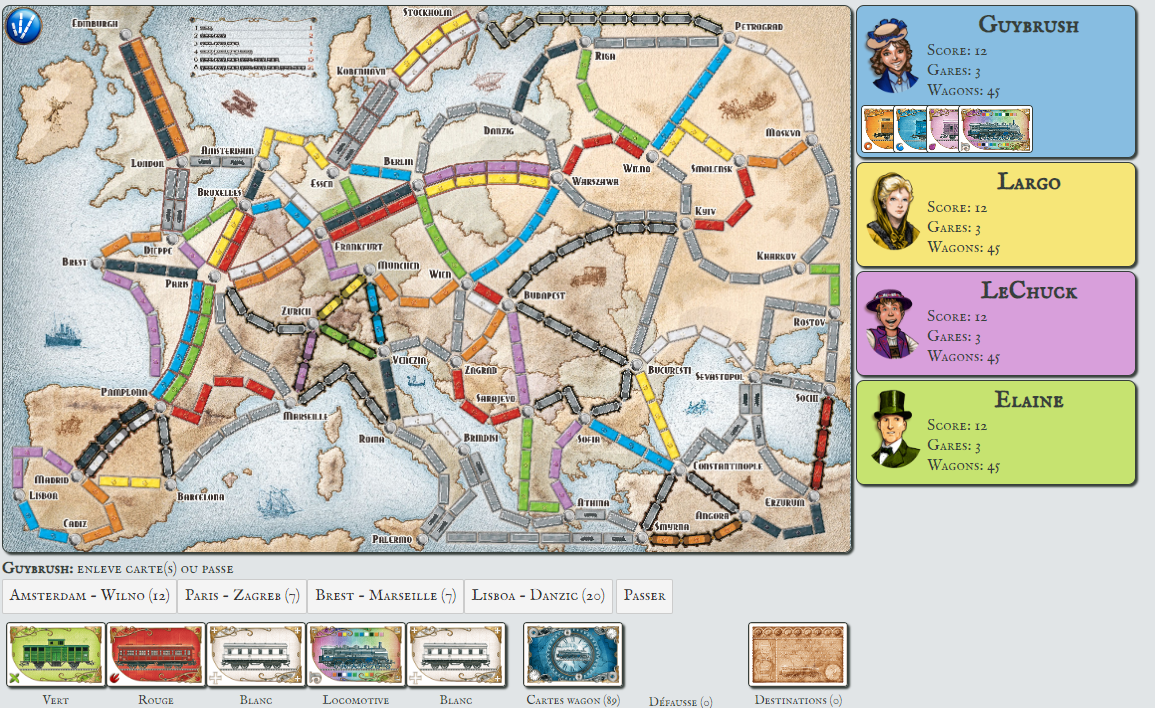 Edinburgh
Stockholm
Petrograd
Kobenhavn
Riga
Danzig
Moskva
London
Amsterdam
Berlin
Wilno
Smolensk
Essen
Warszawa
Bruxelles
Kyiv
Dieppe
Frankfurt
Brest
Kharkov
Munchen
Wien
Paris
Budapest
Zurich
Rostov
Venezia
Zagrab
Bucuresti
Sevastopol
Pamplona
Sarajevo
Sochi
Marseille
Roma
Brindisi
Sofia
Constantinople
Madrid
Lisbon
Barcelona
Erzurum
Athina
Angora
Cadiz
Smyrna
Palermo
Guybrush
Score: 12
Gares: 3
Wagons: 45
Largo
Score: 12
Gares: 3
Wagons: 45
LeChuck
Score: 12
Gares: 3
Wagons: 45
Elaine
Score: 12
Gares: 3
Wagons: 45
Guybrush: enleve carte(s) ou passe
Amsterdam - Wilno (12) Paris - Zagreb (7) Brest - Marseille (7) Lisboa - Danzic (20) Passer
Vert Rouge Blanc Locomotive Blanc Cartes wagon (89) Défausse (0) Destinations (0)